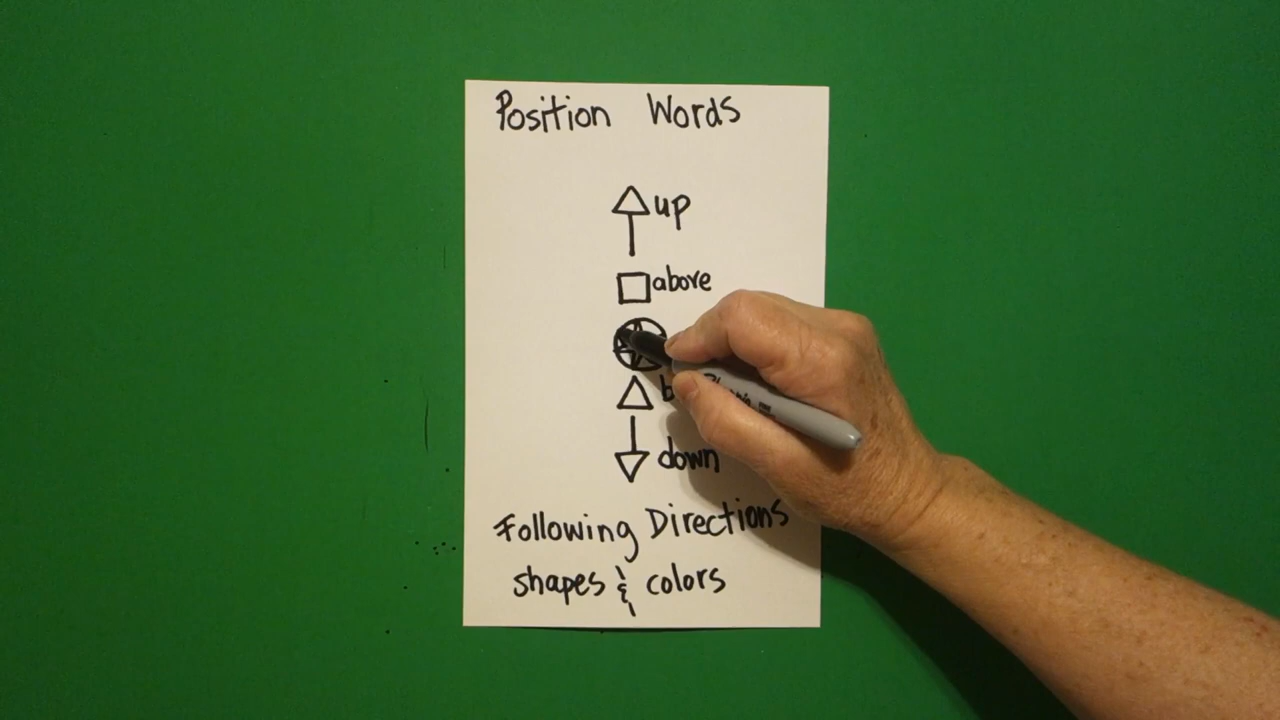 Position Words
up
above
down
Following Directions
shapes & colors